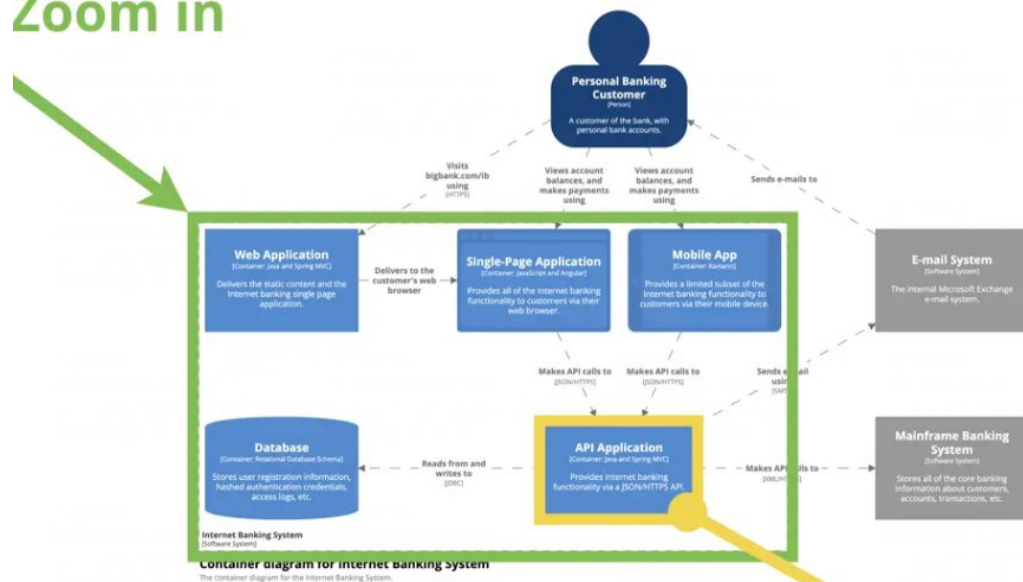 Zoom in
Personal Banking
Customer
[Person]
A customer of the bank, with
personal bank accounts.
Visits
bigbank.com/ib
using
[HTTPS]
Views account
balances, and
makes payments
using
Views account
balances, and
makes payments
using
Sends e-mails to
Web Application
[Container: Java and Spring MVC]
Delivers the static content and the
Internet banking single page
application.
Delivers to the
customer's web
browser
Single-Page Application
[Container: JavaScript and Angular]
Provides all of the Internet banking
functionality to customers via their
web browser.
Mobile App
[Container: Xamarin]
Provides a limited subset of the
Internet banking functionality to
customers via their mobile device.
E-mail System
[Software System]
The internal Microsoft Exchange
e-mail system.
Makes API calls to
[JSON/HTTPS]
Makes API calls to
[JSON/HTTPS]
Sends
using
Database
[Container: Relational Database Schema]
Stores user registration information,
hashed authentication credentials,
access logs, etc.
Reads from and
writes to
[JDBC]
API Application
[Container: Java and Spring MVC]
Provides Internet banking
functionality via a JSON/HTTPS API.
Makes API calls to
[XML/HTTPS]
Mainframe Banking
System
[Software System]
Stores all of the core banking
information about customers,
accounts, transactions, etc.
Internet Banking System
[Software System]
Container diagram for Internet Banking System
The container diagram for the Internet Banking System.